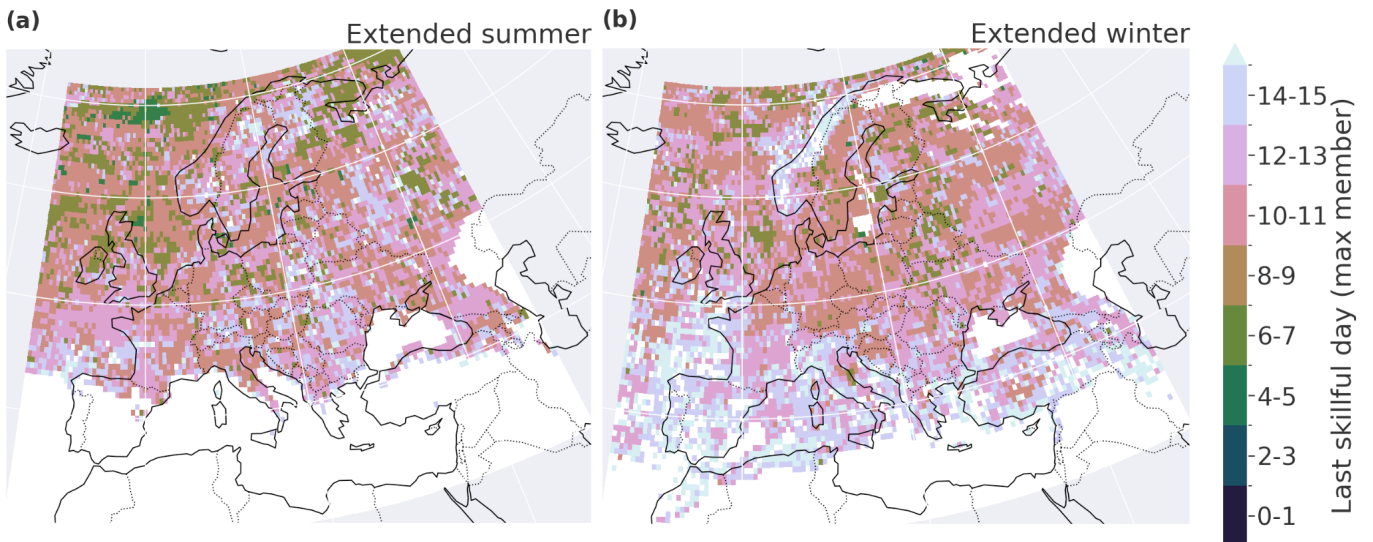 (a)
Extended summer
(b)
Extended winter
14-15
12-13
10-11
8-9
6-7
4-5
2-3
0-1
Last skillful day (max member)